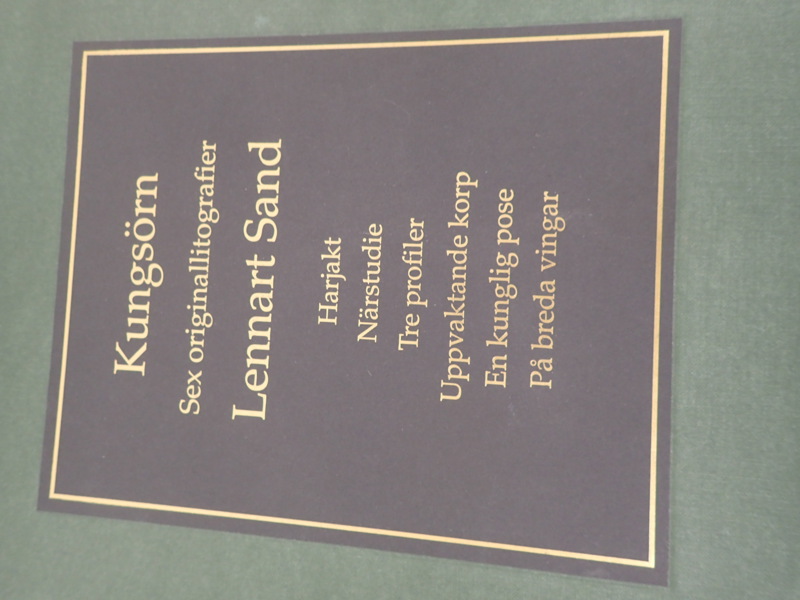 Kungsörn
Sex originallitografier
Lennart Sand
Harjakt
Närstudie
Tre profiler
Uppvaktande korp
En kunglig pose
På breda vingar